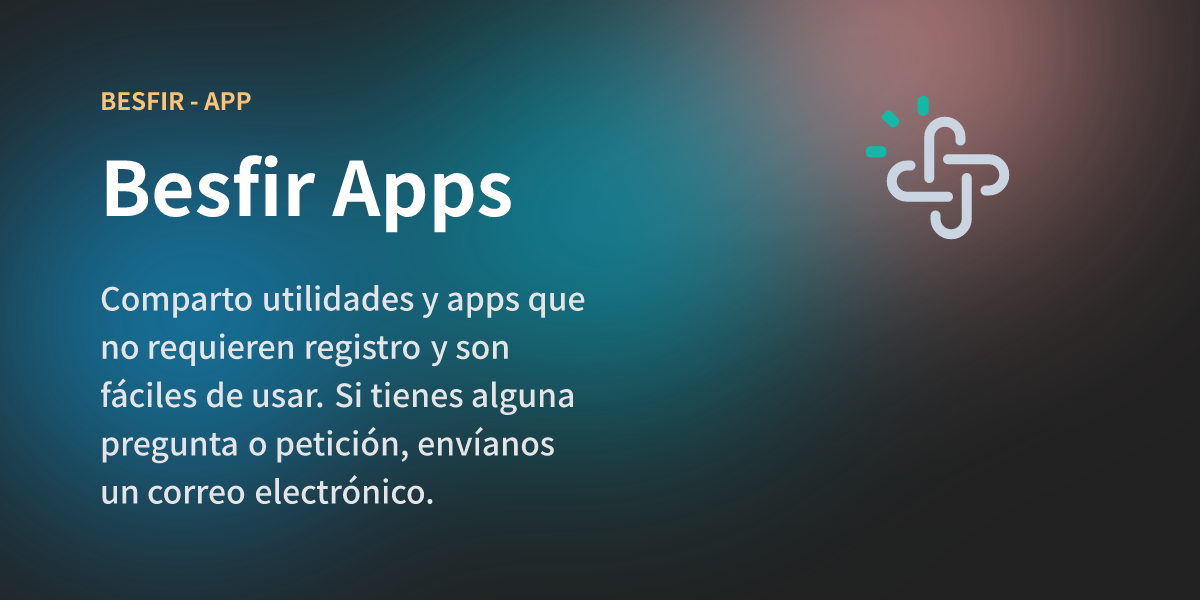 BESFIR - APP
Besfir Apps
Comparto utilidades y apps que
no requieren registro y son
fáciles de usar. Si tienes alguna
pregunta o petición, envíanos
un correo electrónico.